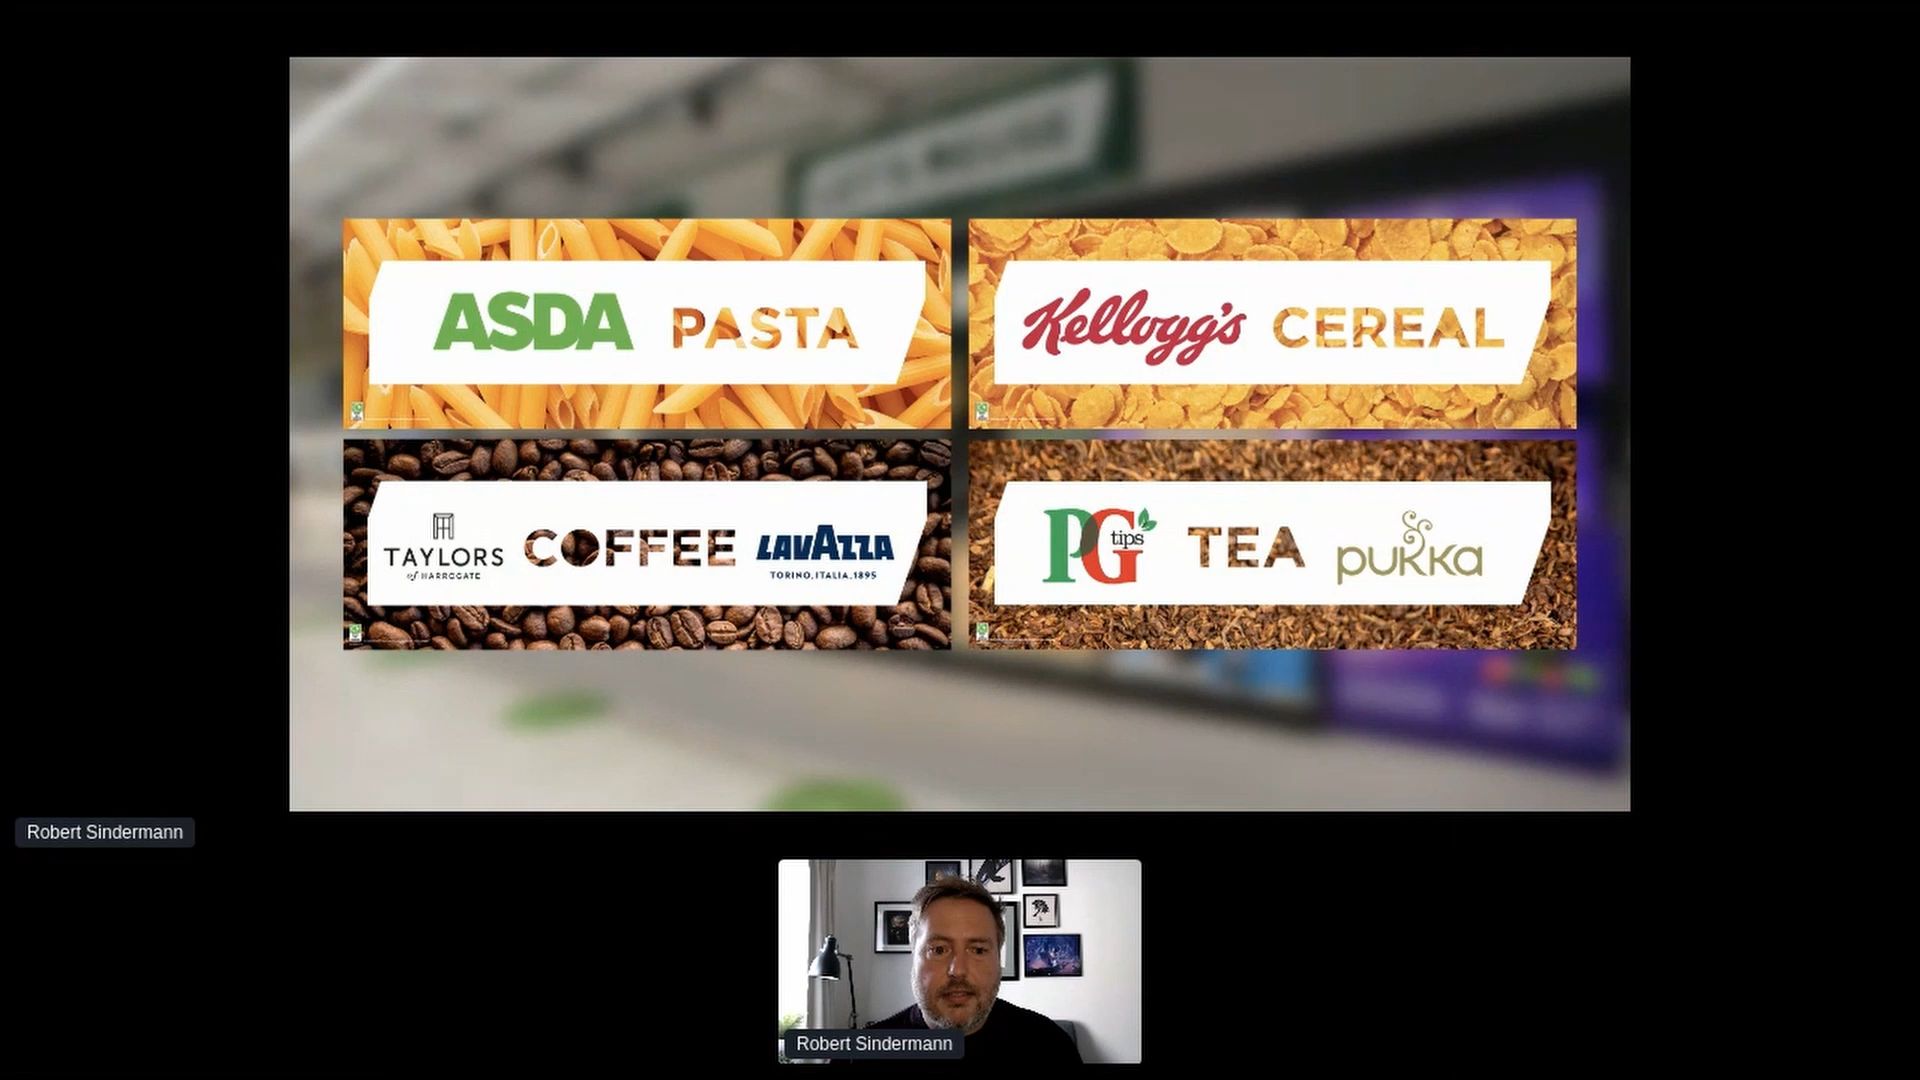 ASDA PASTA
Kellogg's CEREAL
TAYLORS
of HARROGATE
COFFEE
LAVAZZA
TORINO, ITALIA, 1895
PG
tips
TEA
pukka
Robert Sindermann
Robert Sindermann